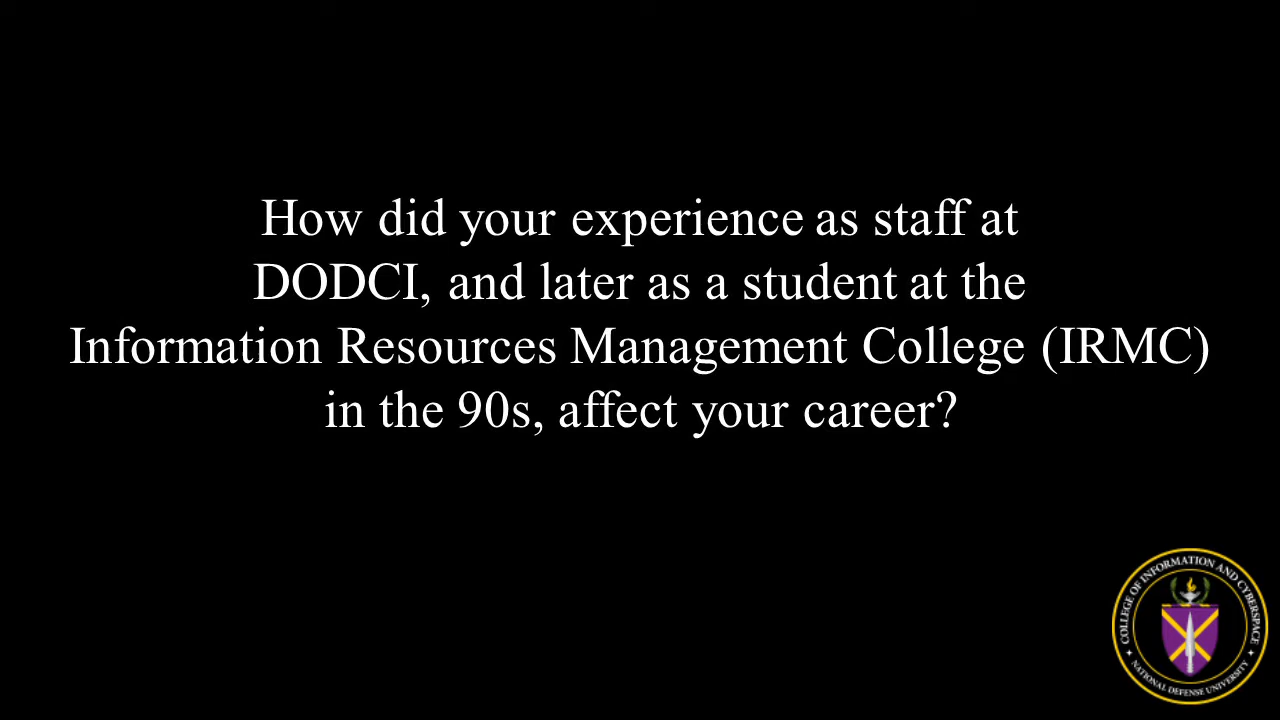 How did your experience as staff at
DODCI, and later as a student at the
Information Resources Management College (IRMC)
in the 90s, affect your career?
COLLEGE OF INFORMATION AND CYBERSPACE
NATIONAL DEFENSE UNIVERSITY